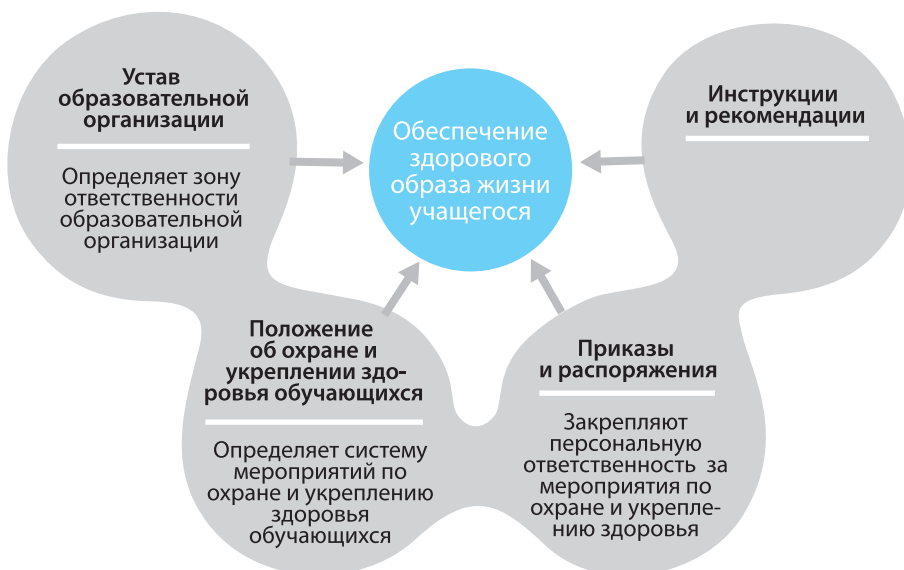 Устав
образовательной
организации
Определяет зону
ответственности
образовательной
организации
Обеспечение
здорового
образа жизни
учащегося
Инструкции
и рекомендации
Положение
об охране и
укреплении здо-
ровья обучающихся
Определяет систему
мероприятий по
охране и укреплению
здоровья
обучающихся
Приказы
и распоряжения
Закрепляют
персональную
ответственность за
мероприятия по
охране и укрепле-
нию здоровья